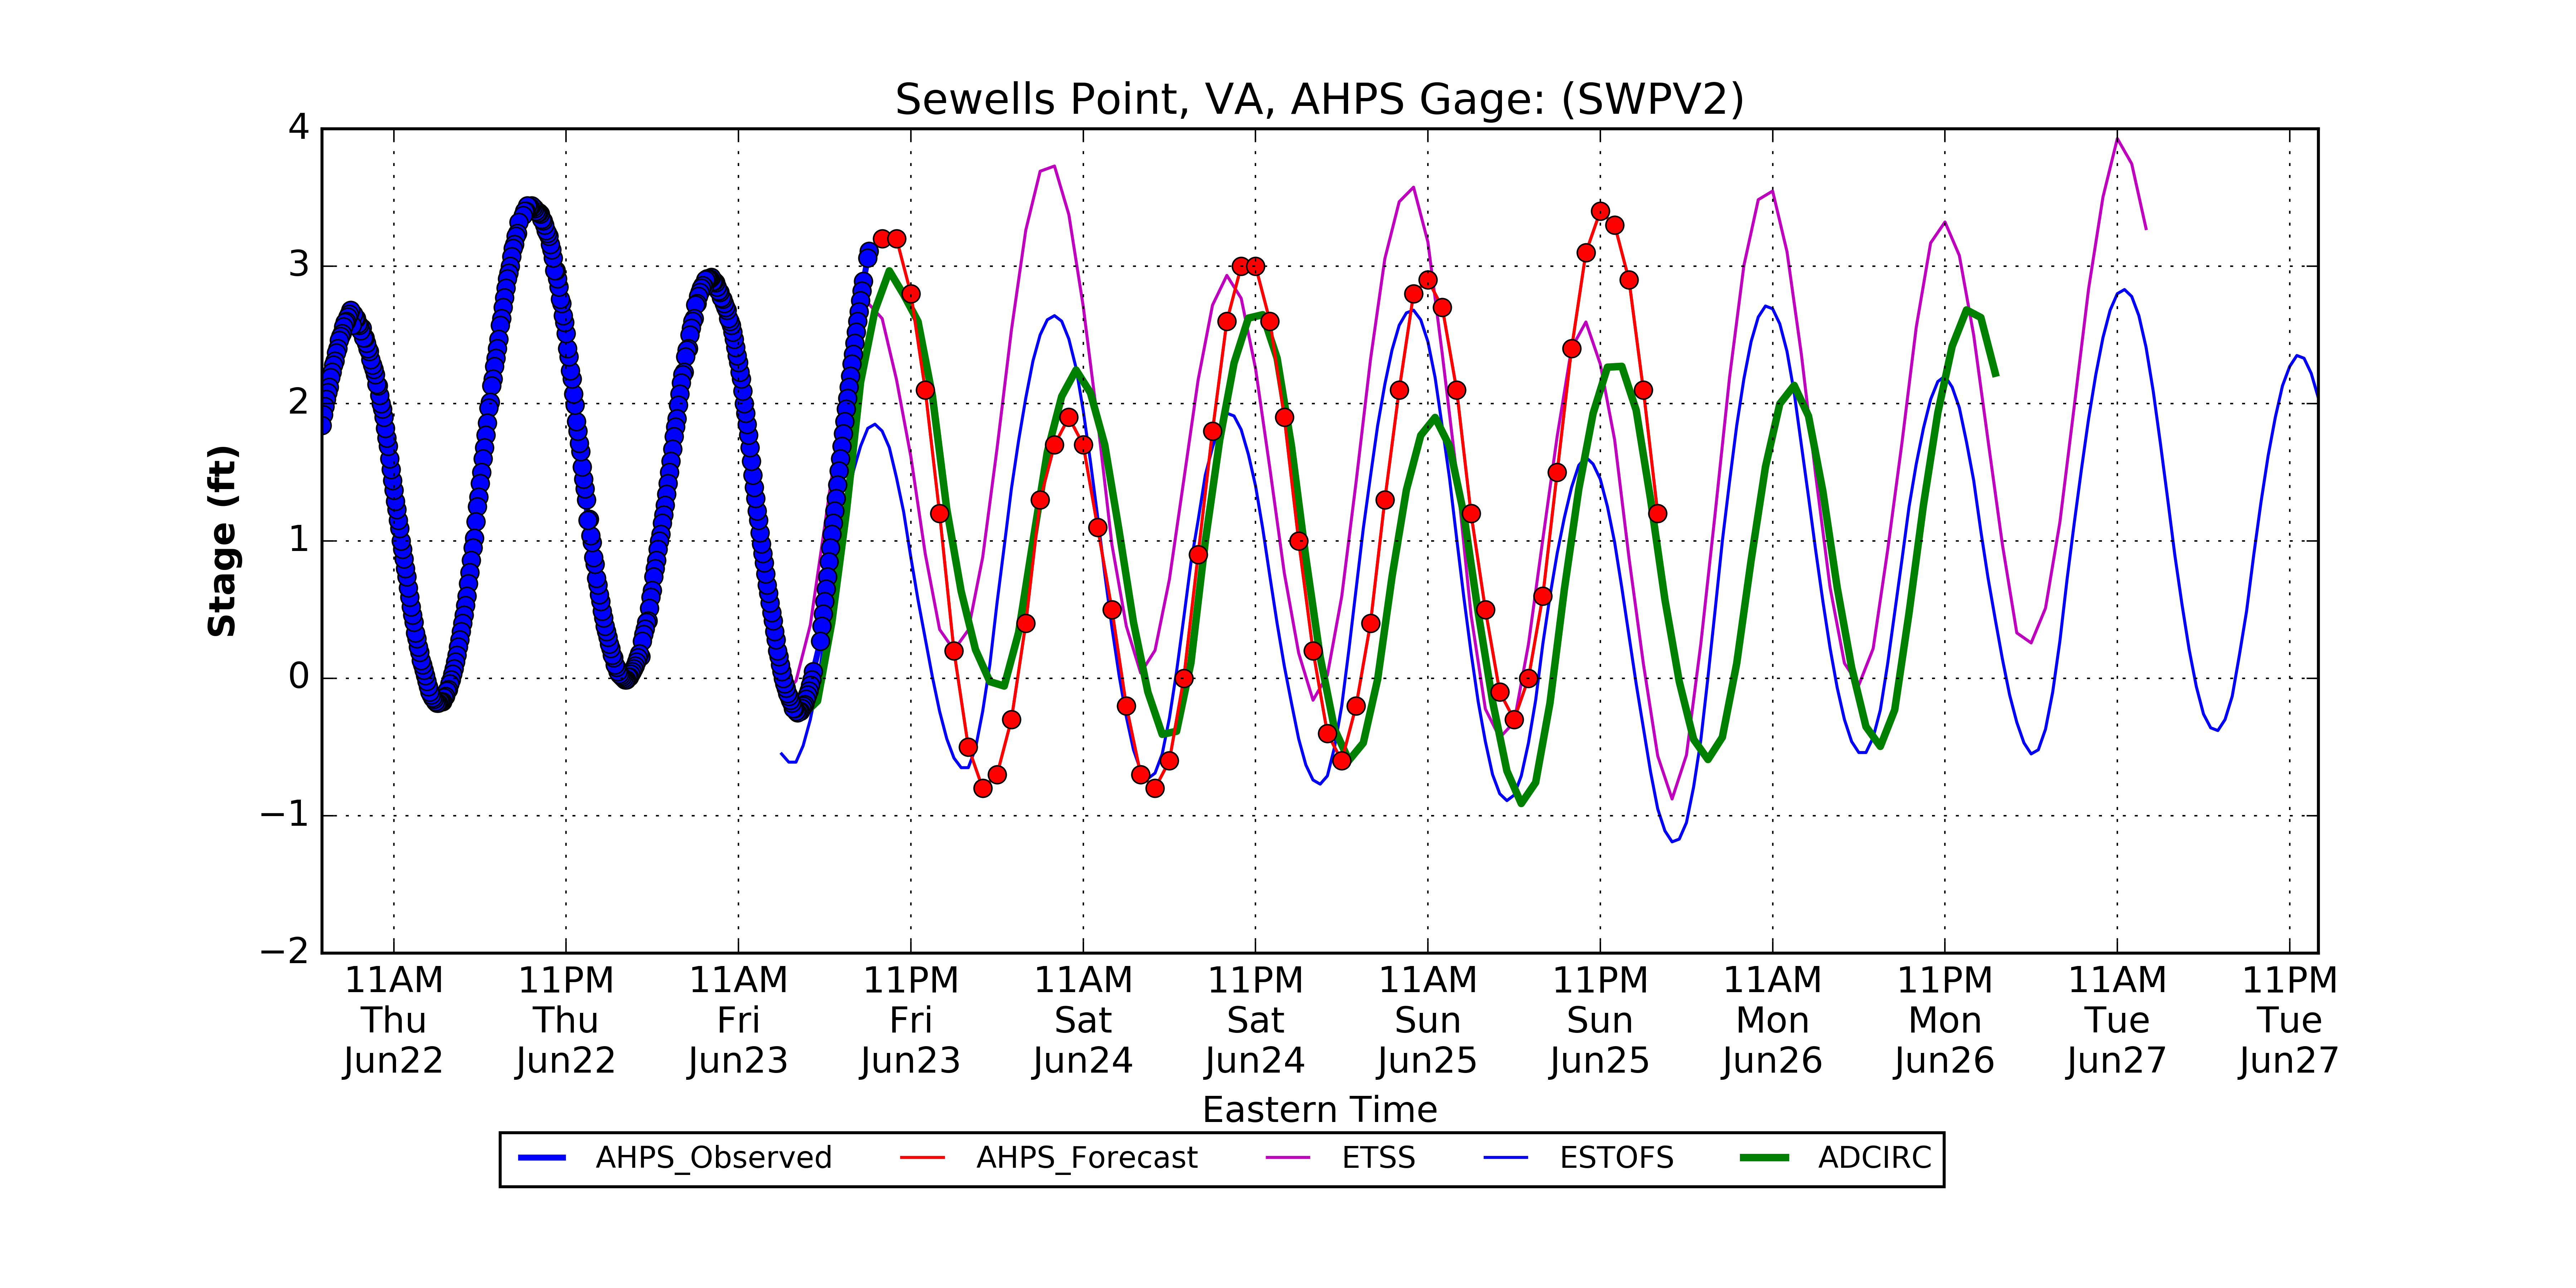 Sewells Point, VA, AHPS Gage: (SWPV2)
4
3
2
1
0
−1
−2
Stage (ft)
11AM 11PM 11AM 11PM 11AM 11PM 11AM 11PM 11AM 11PM 11AM 11PM
Thu Thu Fri Fri Sat Sat Sun Sun Mon Mon Tue Tue
Jun22 Jun22 Jun23 Jun23 Jun24 Jun24 Jun25 Jun25 Jun26 Jun26 Jun27 Jun27
Eastern Time
AHPS_Observed AHPS_Forecast ETSS ESTOFS ADCIRC